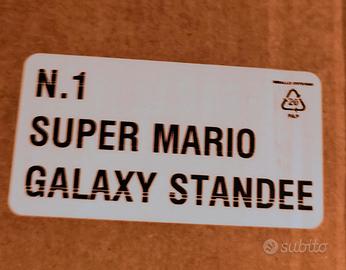 N.1
SUPER MARIO
GALAXY STANDEE
20
PAP
subito